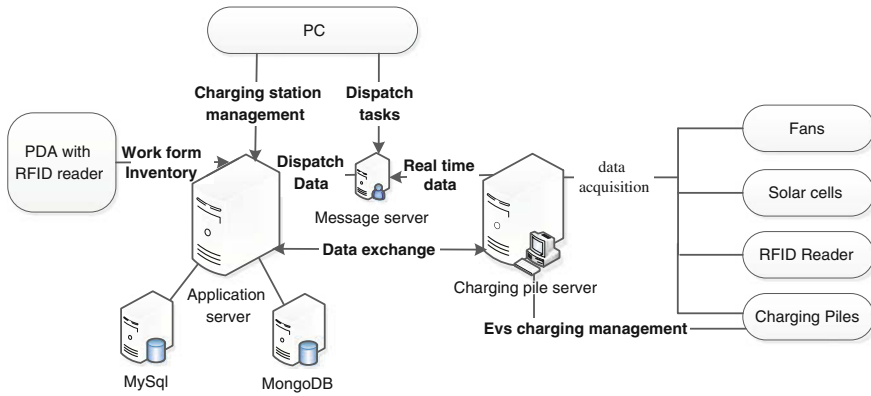 PC
Charging station
management
Dispatch
tasks
PDA with
RFID reader
Work form
Inventory
Dispatch
Data
Real time
data
data
acquisition
Message server
Data exchange
Application
server
Charging pile server
Evs charging management
MySql
MongoDB
Fans
Solar cells
RFID Reader
Charging Piles